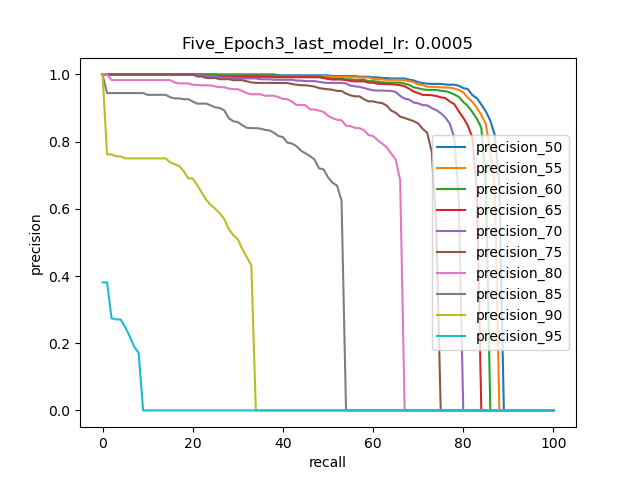 Five_Epoch3_last_model_lr: 0.0005
precision
1.0
0.8
0.6
0.4
0.2
0.0
precision_50
precision_55
precision_60
precision_65
precision_70
precision_75
precision_80
precision_85
precision_90
precision_95
0 20 40 60 80 100
recall